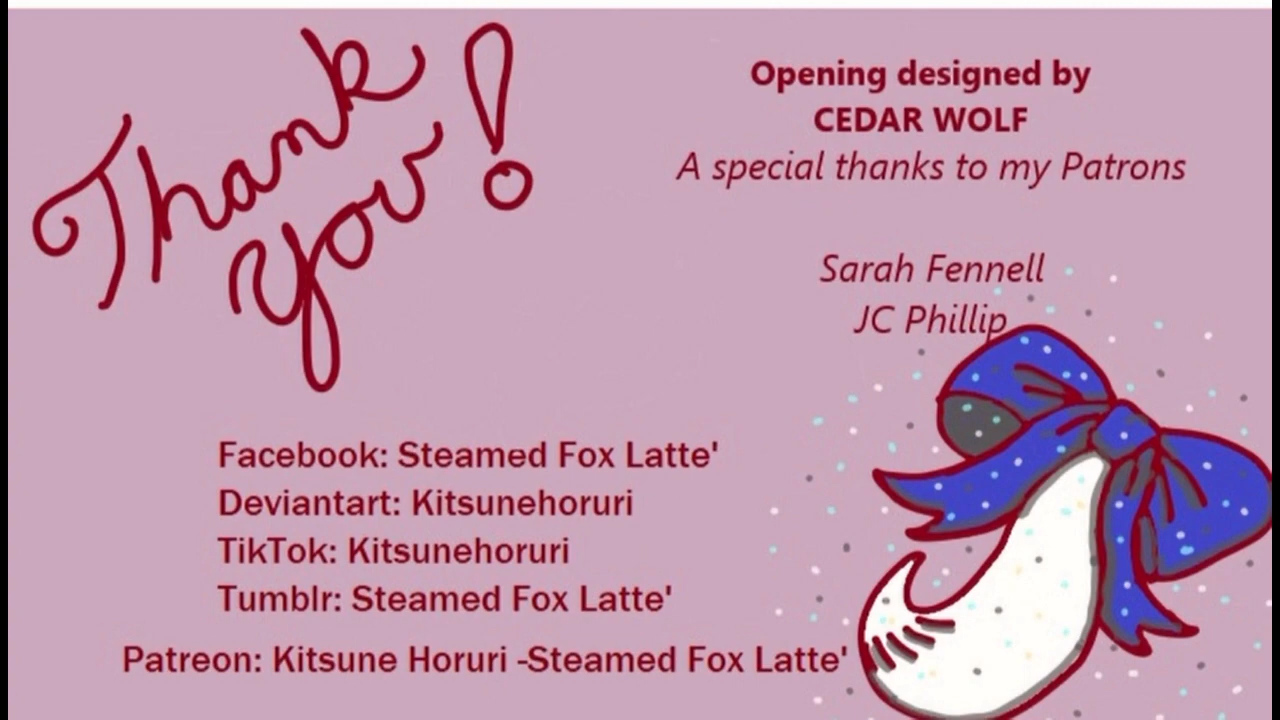 Thank
You!
Opening designed by
CEDAR WOLF
A special thanks to my Patrons
Sarah Fennell
JC Phillip
Facebook: Steamed Fox Latte'
Deviantart: Kitsunehoruri
TikTok: Kitsunehoruri
Tumblr: Steamed Fox Latte'
Patreon: Kitsune Horuri -Steamed Fox Latte'